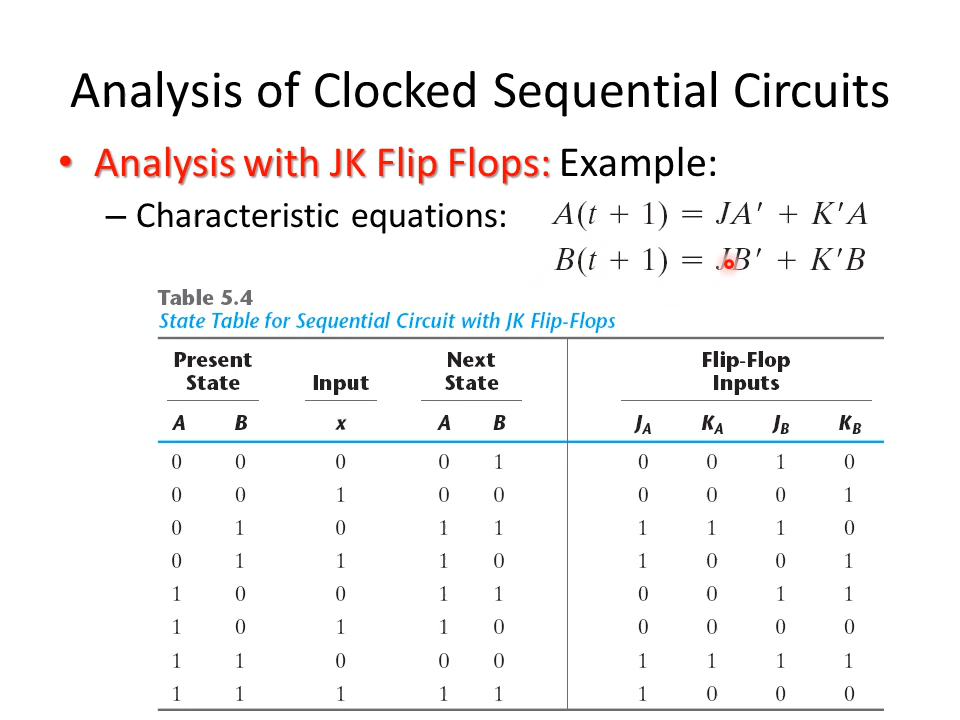 Analysis of Clocked Sequential Circuits
• Analysis with JK Flip Flops: Example:
– Characteristic equations: A(t + 1) = JA′ + K′A
B(t + 1) = JB′ + K′B
Table 5.4
State Table for Sequential Circuit with JK Flip-Flops
Present State Input Next State Flip-Flop Inputs
A B x A B J_A K_A J_B K_B
0 0 0 0 1 0 0 1 0
0 0 1 0 0 0 0 0 1
0 1 0 1 1 1 1 1 0
0 1 1 1 0 1 0 0 1
1 0 0 1 1 0 0 1 1
1 0 1 1 0 0 0 0 0
1 1 0 0 0 1 1 1 1
1 1 1 1 1 1 0 0 0